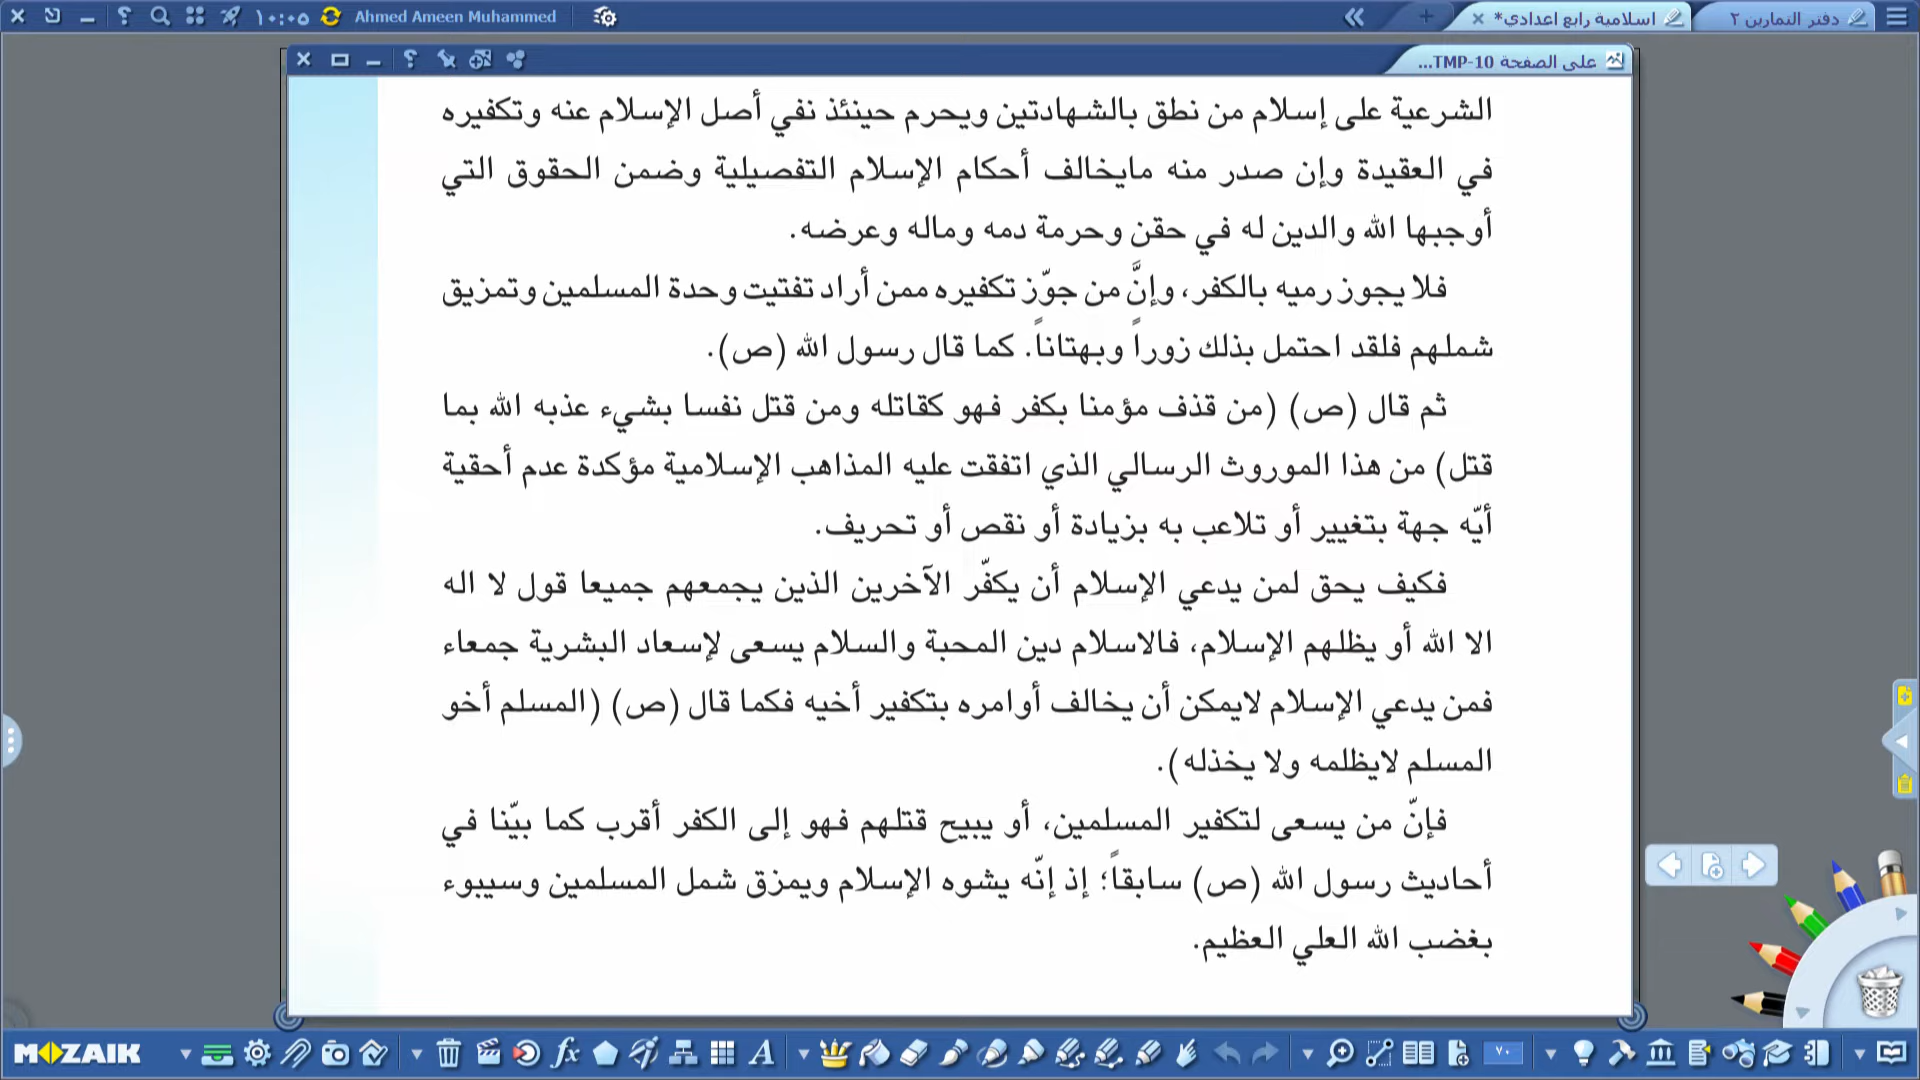 Ahmed Ameen Muhammed
١٠:٠٥
اسلامية رابع اعدادي*
دفتر التمارين ٢
على الصفحة TMP-10...
الشرعية على إسلام من نطق بالشهادتين ويحرم حينئذ نفي أصل الإسلام عنه وتكفيره
في العقيدة وإن صدر منه مايخالف أحكام الإسلام التفصيلية وضمن الحقوق التي
أوجبها الله والدين له في حقن وحرمة دمه وماله وعرضه.
فلا يجوز رميه بالكفر، وإنَّ من جوّز تكفيره ممن أراد تفتيت وحدة المسلمين وتمزيق
شملهم فلقد احتمل بذلك زوراً وبهتاناً. كما قال رسول الله (ص).
ثم قال (ص) (من قذف مؤمنا بكفر فهو كقاتله ومن قتل نفسا بشيء عذبه الله بما
قتل) من هذا الموروث الرسالي الذي اتفقت عليه المذاهب الإسلامية مؤكدة عدم أحقية
أيّه جهة بتغيير أو تلاعب به بزيادة أو نقص أو تحريف.
فكيف يحق لمن يدعي الإسلام أن يكفّر الآخرين الذين يجمعهم جميعا قول لا اله
الا الله أو يظلهم الإسلام، فالاسلام دين المحبة والسلام يسعى لإسعاد البشرية جمعاء
فمن يدعي الإسلام لايمكن أن يخالف أوامره بتكفير أخيه فكما قال (ص) (المسلم أخو
المسلم لايظلمه ولا يخذله).
فإنّ من يسعى لتكفير المسلمين، أو يبيح قتلهم فهو إلى الكفر أقرب كما بيّنا في
أحاديث رسول الله (ص) سابقاً؛ إذ إنّه يشوه الإسلام ويمزق شمل المسلمين وسيبوء
بغضب الله العلي العظيم.
MOZAIK
٧٠